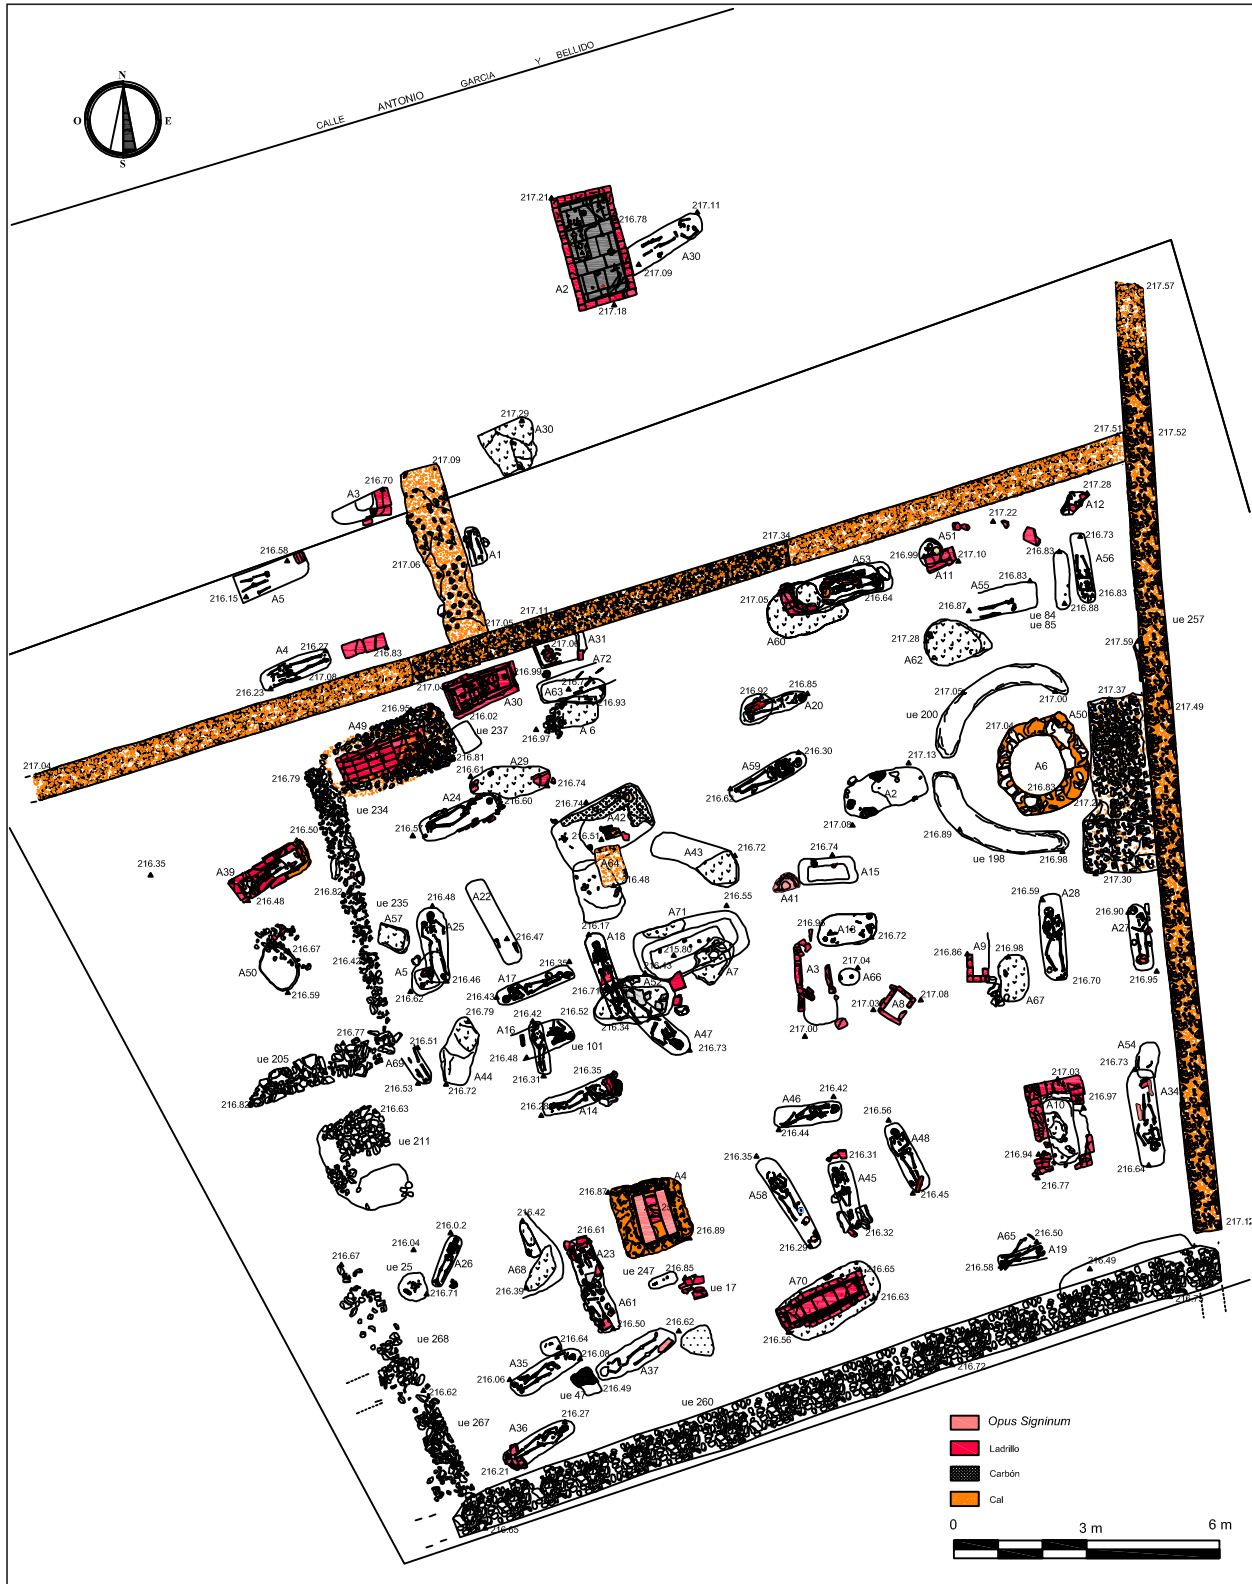 CALLE ANTONIO GARCIA Y BELLIDO
N
O E
S
217.21
216.78
217.11
A30
217.09
A2
217.18
217.57
217.29
A30
217.09
217.51
217.52
216.70
A3
217.28
A12
217.22
A1
217.34
A51
216.73
216.58
217.06
216.99
217.10
216.83
A56
A11
A53
216.15
A5
217.05
216.64
A55
216.83
216.83
216.87
216.88
217.11
ue 84
ue 85
ue 257
217.05
A31
A60
217.28
217.59
A4
216.27
216.83
A72
A62
216.23
217.08
216.99
A63
216.93
216.92
216.85
217.05
217.00
217.37
A30
A20
ue 200
A50
217.49
216.95
A49
216.02
A 6
217.04
ue 237
216.97
216.81
216.30
217.13
A6
217.04
216.79
216.61
A29
216.74
A59
A2
216.83
A24
216.60
216.62
ue 234
216.74
217.08
216.89
216.50
A42
216.51
ue 198
216.98
216.35
A43
216.72
216.74
217.30
A39
A64
A15
216.48
216.82
216.48
A41
A22
216.48
216.59
A28
ue 235
216.55
216.90
A57
A25
A71
A27
216.17
A18
A13
216.67
216.47
216.72
216.86
A9
216.98
216.42
A5
216.35
215.80
A3
217.04
A50
216.46
A17
216.43
A7
A66
216.70
216.95
216.59
216.62
216.43
A52
217.03
A8
217.08
A67
216.79
216.42
216.52
216.34
A47
217.00
216.77
216.51
A16
216.73
A54
ue 205
216.48
ue 101
216.73
A69
216.35
217.03
216.53
A44
216.31
A34
216.82
216.72
216.42
216.97
216.63
A14
A46
216.56
A10
ue 211
216.44
A48
216.94
216.35
216.31
216.64
A4
216.77
216.87
A58
A45
216.45
216.42
216.0.2
216.61
216.89
216.32
A65
216.50
216.04
A23
216.29
A19
216.67
ue 25
A26
A68
ue 247
216.85
216.65
216.58
216.49
216.71
216.39
ue 17
A70
216.63
A61
216.50
216.62
216.56
ue 268
216.64
216.08
216.72
A35
A37
216.06
216.49
216.62
ue 47
ue 260
ue 267
A36
216.27
216.21
216.65
Opus Signinum
Ladrillo
Carbón
Cal
0 3 m 6 m